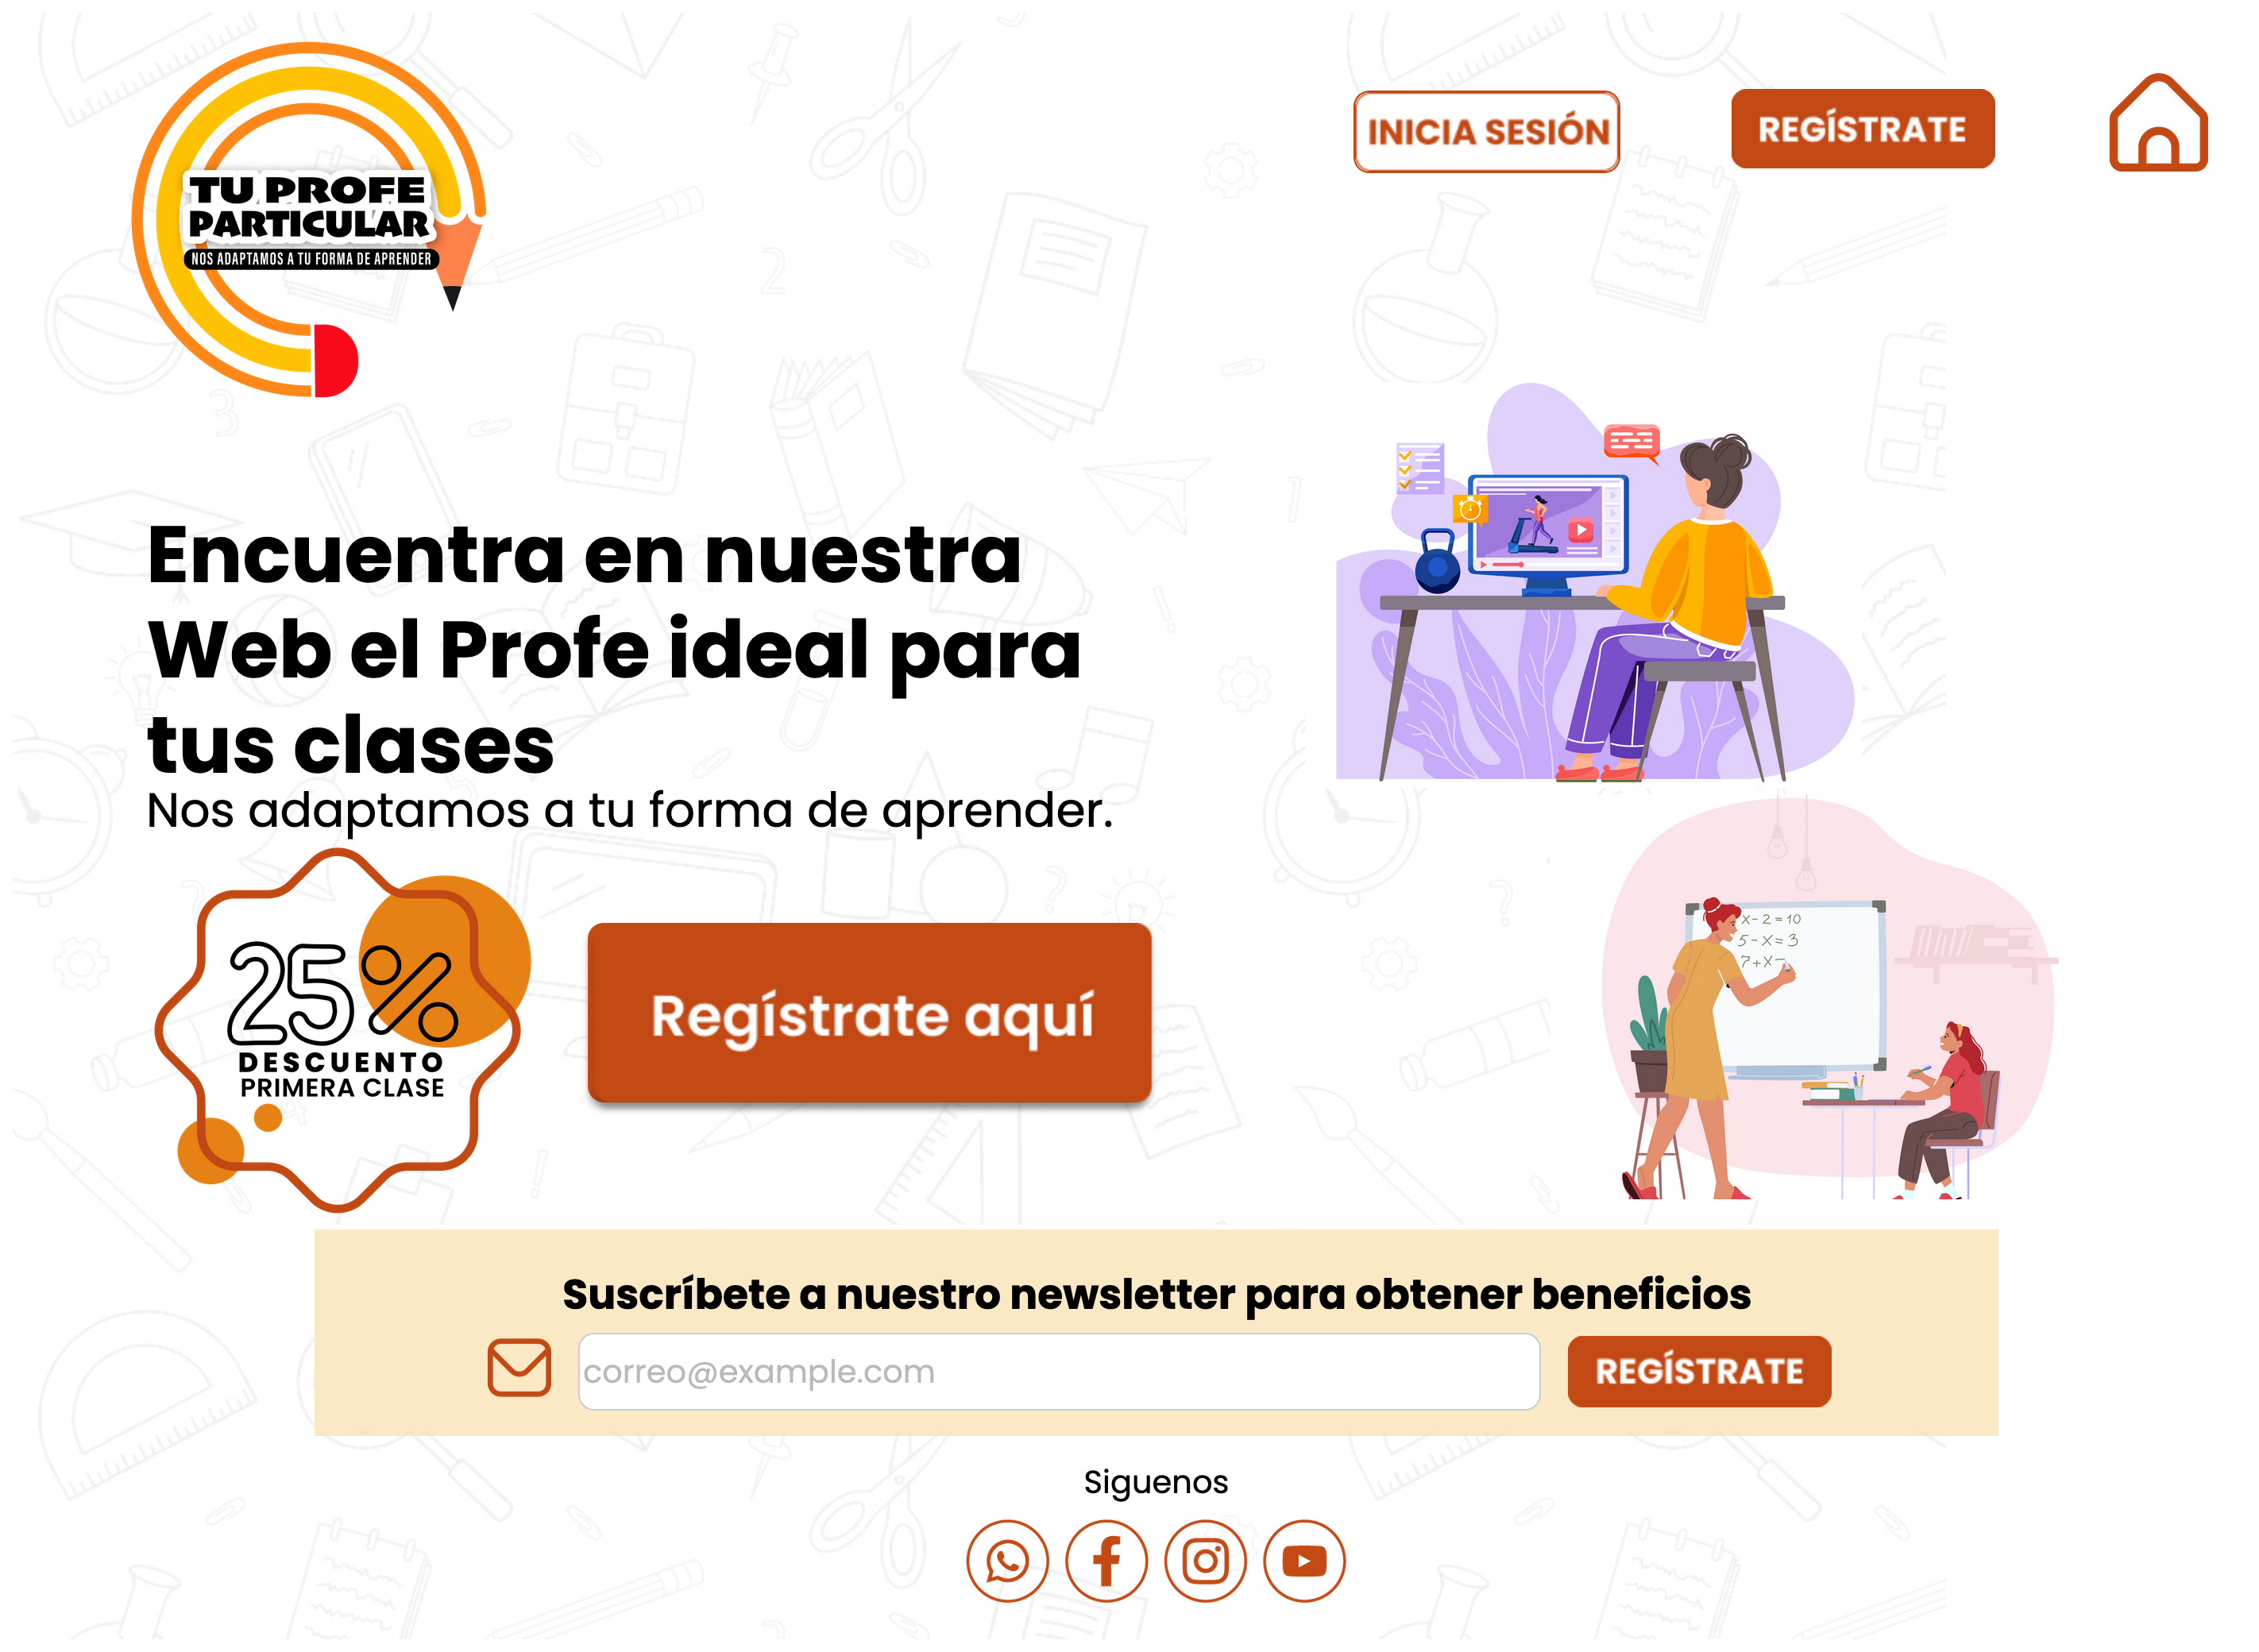 TU PROFE
PARTICULAR
NOS ADAPTAMOS A TU FORMA DE APRENDER
INICIA SESIÓN
REGÍSTRATE
Encuentra en nuestra
Web el Profe ideal para
tus clases
Nos adaptamos a tu forma de aprender.
25%
DESCUENTO
PRIMERA CLASE
Regístrate aquí
x-2=10
5-x=3
7+x=
Suscríbete a nuestro newsletter para obtener beneficios
correo@example.com
REGÍSTRATE
Siguenos